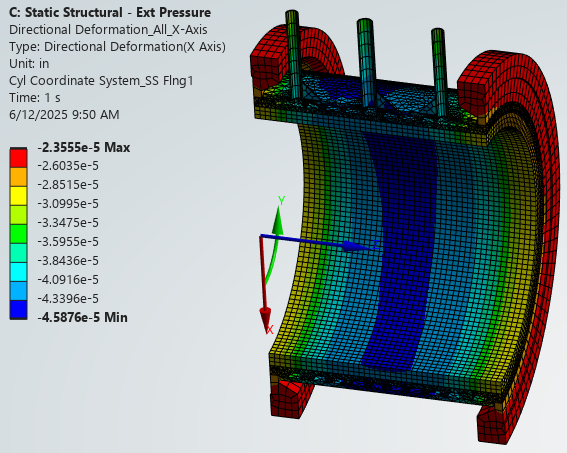 C: Static Structural - Ext Pressure
Directional Deformation_All_X-Axis
Type: Directional Deformation(X Axis)
Unit: in
Cyl Coordinate System_SS Flng1
Time: 1 s
6/12/2025 9:50 AM
-2.3555e-5 Max
-2.6035e-5
-2.8515e-5
-3.0995e-5
-3.3475e-5
-3.5955e-5
-3.8436e-5
-4.0916e-5
-4.3396e-5
-4.5876e-5 Min
Y
Z
X